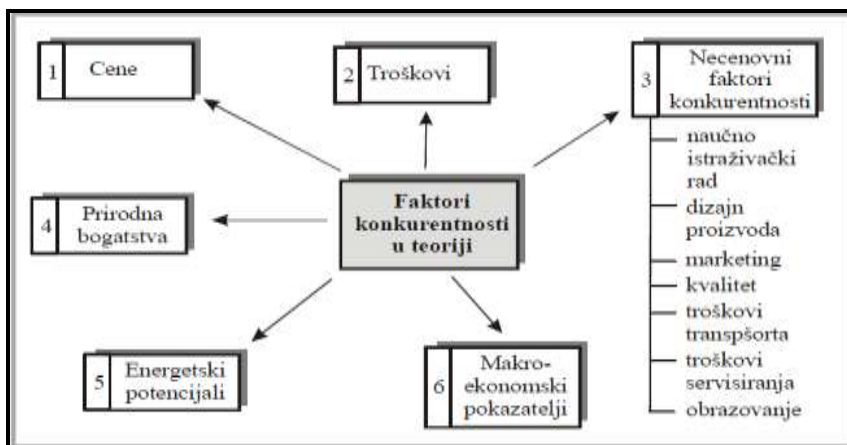 1 Cene
2 Troškovi
3 Necenovni
faktori
konkurentnosti
naučno
istraživački
rad
dizajn
proizvoda
marketing
kvalitet
troškovi
transpšorta
troškovi
servisiranja
obrazovanje
Faktori
konkurentnosti
u teoriji
4 Prirodna
bogatstva
5 Energetski
potencijali
6 Makro-
ekonomski
pokazatelji